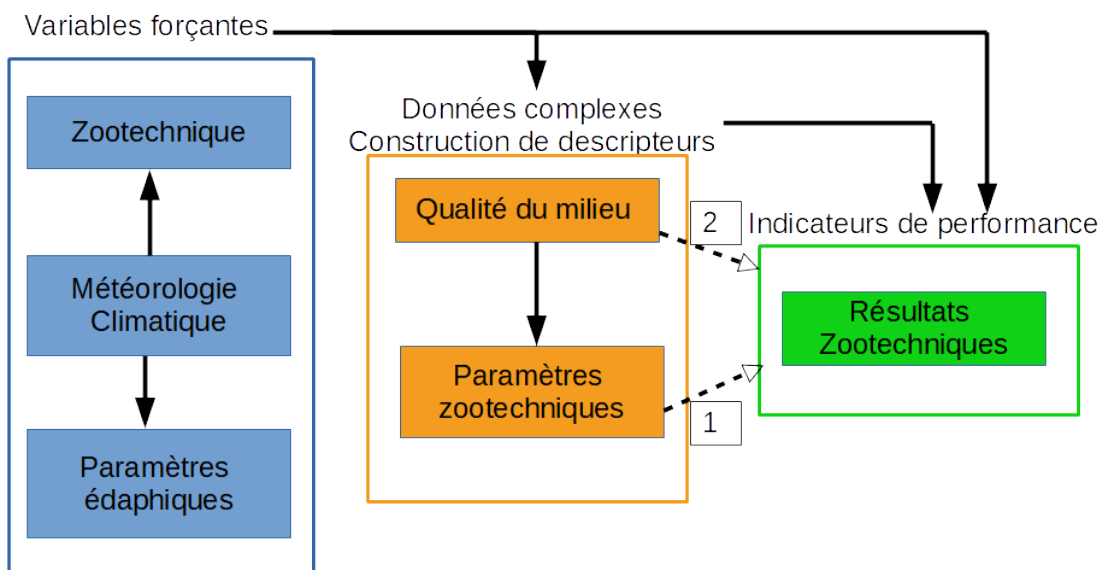 Variables forçantes
Zootechnique
Météorologie
Climatique
Paramètres
édaphiques
Données complexes
Construction de descripteurs
Qualité du milieu
Paramètres
zootechniques
2
1
Indicateurs de performance
Résultats
Zootechniques